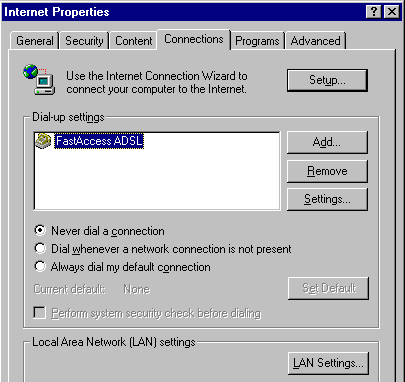 Internet Properties
General Security Content Connections Programs Advanced
Use the Internet Connection Wizard to
connect your computer to the Internet.
Setup...
Dial-up settings
FastAccess ADSL
Add...
Remove
Settings...
Never dial a connection
Dial whenever a network connection is not present
Always dial my default connection
Current default: None
Set Default
Perform system security check before dialing
Local Area Network (LAN) settings
LAN Settings...